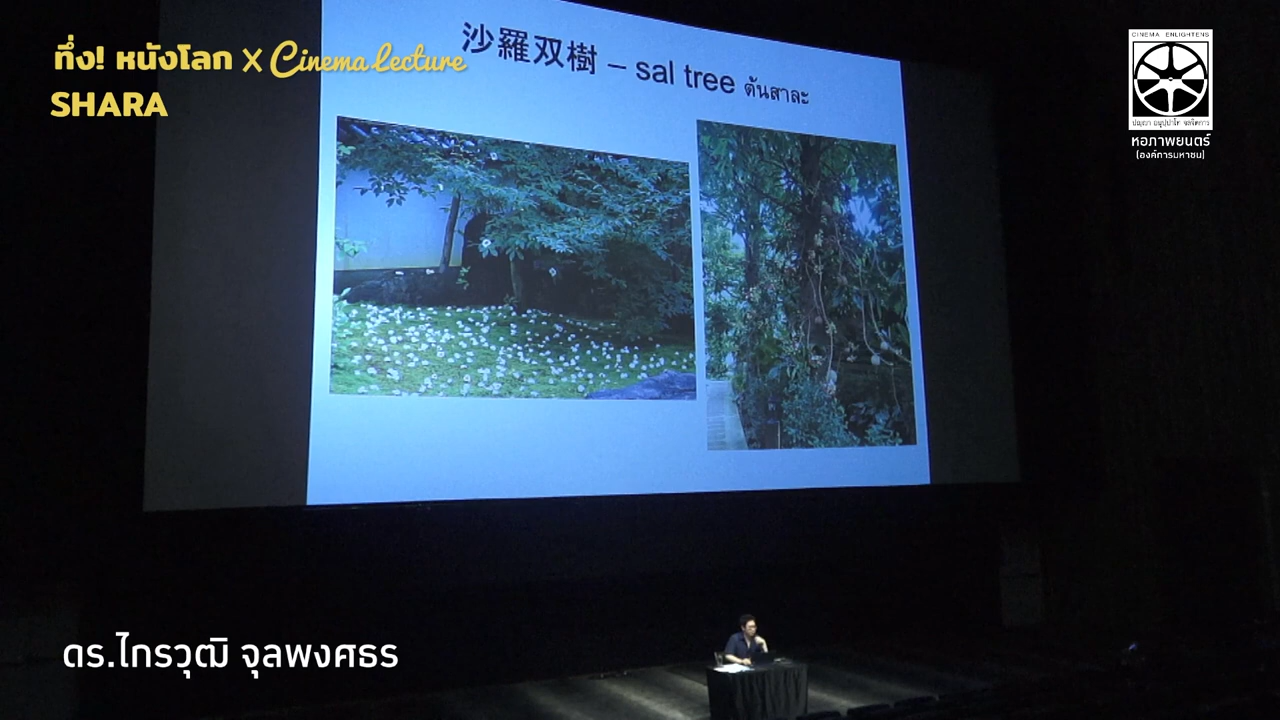 ทึ่ง! หนังโลก X Cinema Lecture
SHARA
沙羅双樹 – sal tree ต้นสาละ
CINEMA ENLIGHTENS
หอภาพยนตร์
(องค์การมหาชน)
ดร.ไกรวุฒิ จุลพงศธร